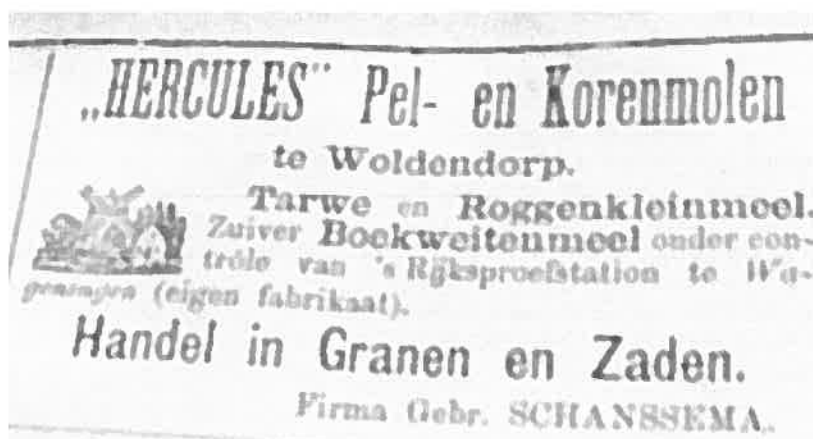 „HERCULES" Pel- en Korenmolen
te Woldendorp.
Tarwe en Roggenkleinmeel.
Zuiver Boekweitenmeel onder con-
trôle van 's Rijksproefstation te Wa-
geningen (eigen fabrikaat).
Handel in Granen en Zaden.
Firma Gebr. SCHANSSEMA.